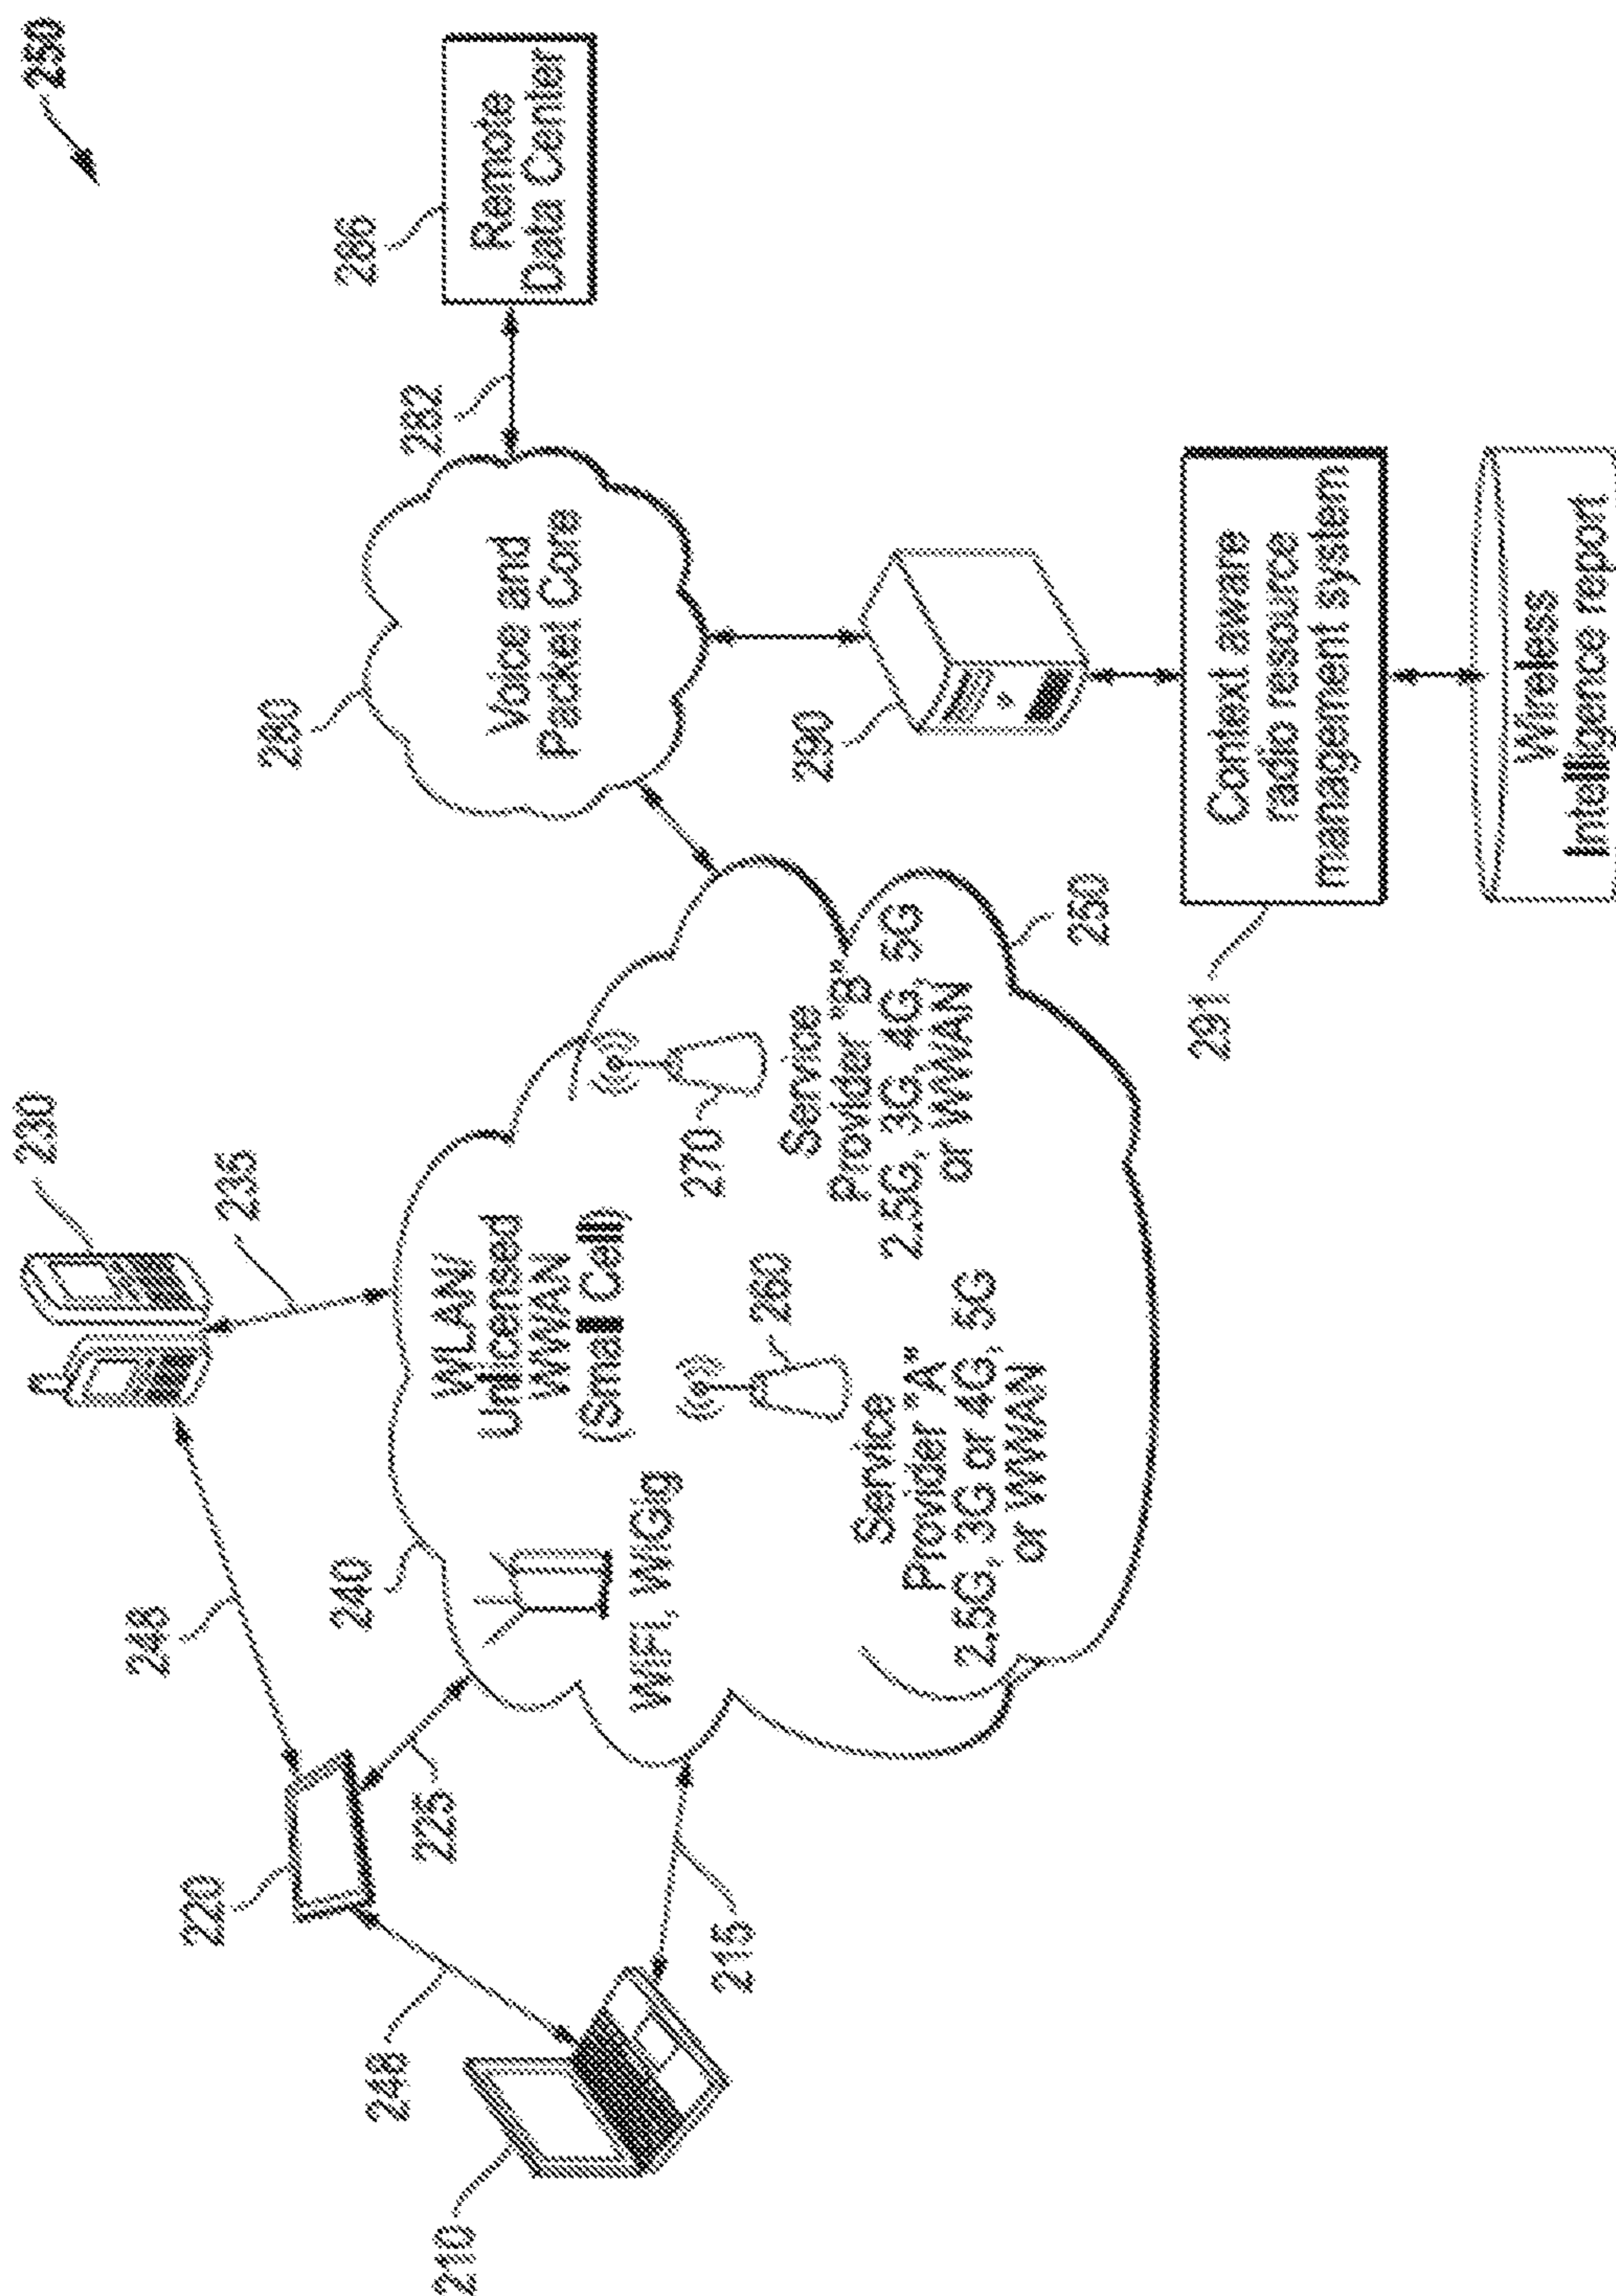 230
250
248
235
220
280
286
240
248
282
225
210
WLAN/
Unlicensed
WWAN
(Small Cell)
Remote
Data Center
Voice and
Packet Core
WiFi, WiGig
270
215
260
290
Service
Provider "B"
2.5G, 3G, 4G, 5G
or WWAN
Service
Provider "A"
2.5G, 3G or 4G, 5G
or WWAN
250
291
Context aware
radio resource
management system
Wireless
Intelligence report